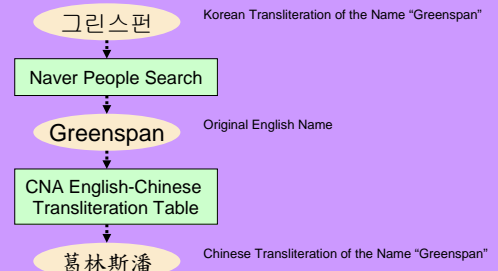 그린스펀
Korean Transliteration of the Name “Greenspan”
Naver People Search
Greenspan
Original English Name
CNA English-Chinese
Transliteration Table
葛林斯潘
Chinese Transliteration of the Name “Greenspan”